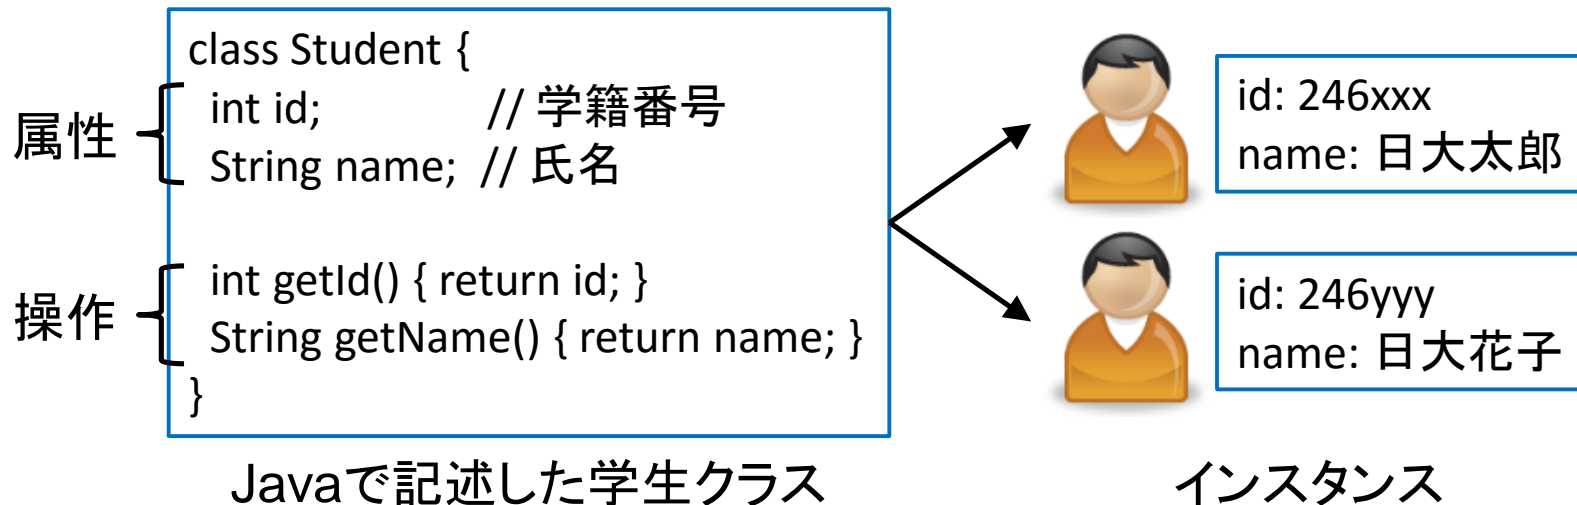 属性
操作
class Student {
int id; // 学籍番号
String name; // 氏名
int getId() { return id; }
String getName() { return name; }
}
id: 246xxx
name: 日大太郎
id: 246yyy
name: 日大花子
Javaで記述した学生クラス
インスタンス